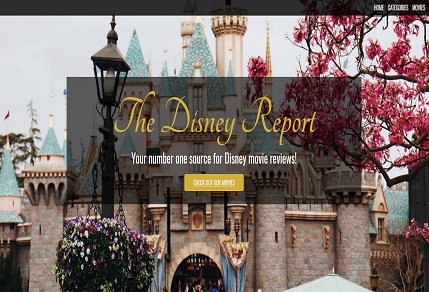 HOME CATEGORIES MOVIES
The Disney Report
Your number one source for Disney movie reviews!
CHECK OUT OUR MOVIES